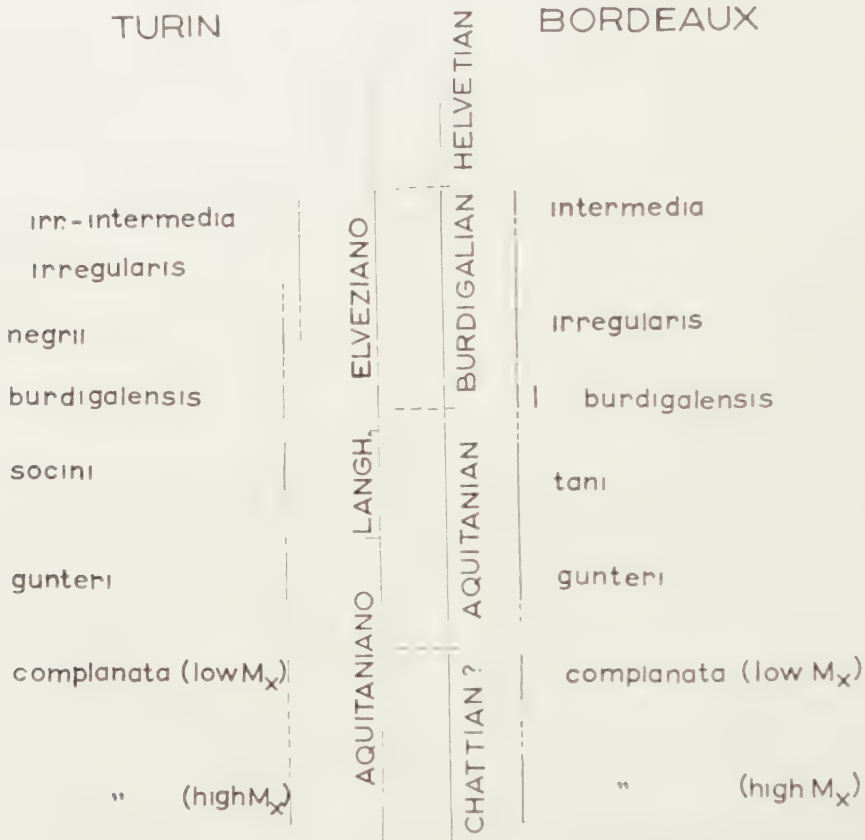 TURIN
BORDEAUX
irr.-intermedia
irregularis
negrii
burdigalensis
socini
gunteri
complanata (low Mx)
" (high Mx)
ELVEZIANO
LANGH.
AQUITANIANO
HELVETIAN
BURDIGALIAN
AQUITANIAN
CHATTIAN ?
intermedia
irregularis
burdigalensis
tani
gunteri
complanata (low Mx)
" (high Mx)